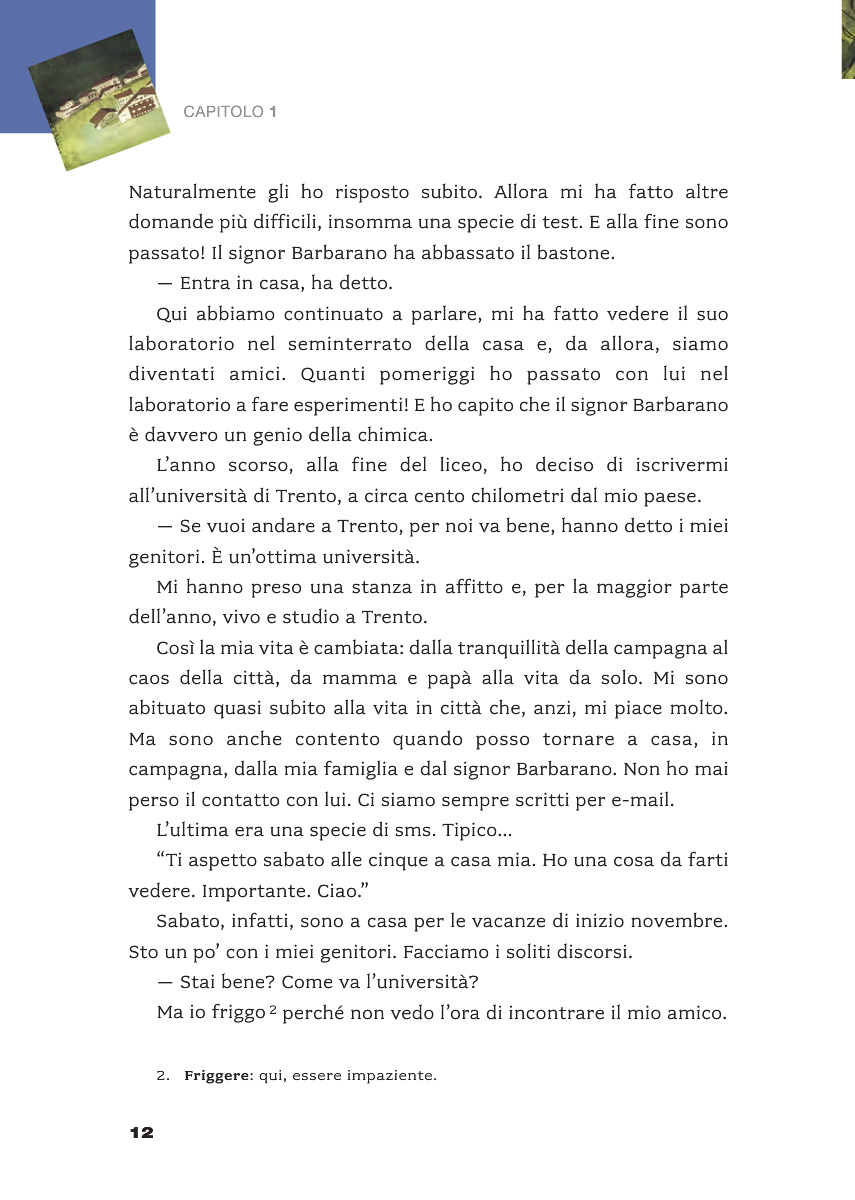 CAPITOLO 1
Naturalmente gli ho risposto subito. Allora mi ha fatto altre
domande più difficili, insomma una specie di test. E alla fine sono
passato! Il signor Barbarano ha abbassato il bastone.
— Entra in casa, ha detto.
Qui abbiamo continuato a parlare, mi ha fatto vedere il suo
laboratorio nel seminterrato della casa e, da allora, siamo
diventati amici. Quanti pomeriggi ho passato con lui nel
laboratorio a fare esperimenti! E ho capito che il signor Barbarano
è davvero un genio della chimica.
L’anno scorso, alla fine del liceo, ho deciso di iscrivermi
all’università di Trento, a circa cento chilometri dal mio paese.
— Se vuoi andare a Trento, per noi va bene, hanno detto i miei
genitori. È un’ottima università.
Mi hanno preso una stanza in affitto e, per la maggior parte
dell’anno, vivo e studio a Trento.
Così la mia vita è cambiata: dalla tranquillità della campagna al
caos della città, da mamma e papà alla vita da solo. Mi sono
abituato quasi subito alla vita in città che, anzi, mi piace molto.
Ma sono anche contento quando posso tornare a casa, in
campagna, dalla mia famiglia e dal signor Barbarano. Non ho mai
perso il contatto con lui. Ci siamo sempre scritti per e-mail.
L’ultima era una specie di sms. Tipico...
“Ti aspetto sabato alle cinque a casa mia. Ho una cosa da farti
vedere. Importante. Ciao.”
Sabato, infatti, sono a casa per le vacanze di inizio novembre.
Sto un po’ con i miei genitori. Facciamo i soliti discorsi.
— Stai bene? Come va l’università?
Ma io friggo 2 perché non vedo l’ora di incontrare il mio amico.
2. Friggere: qui, essere impaziente.
12